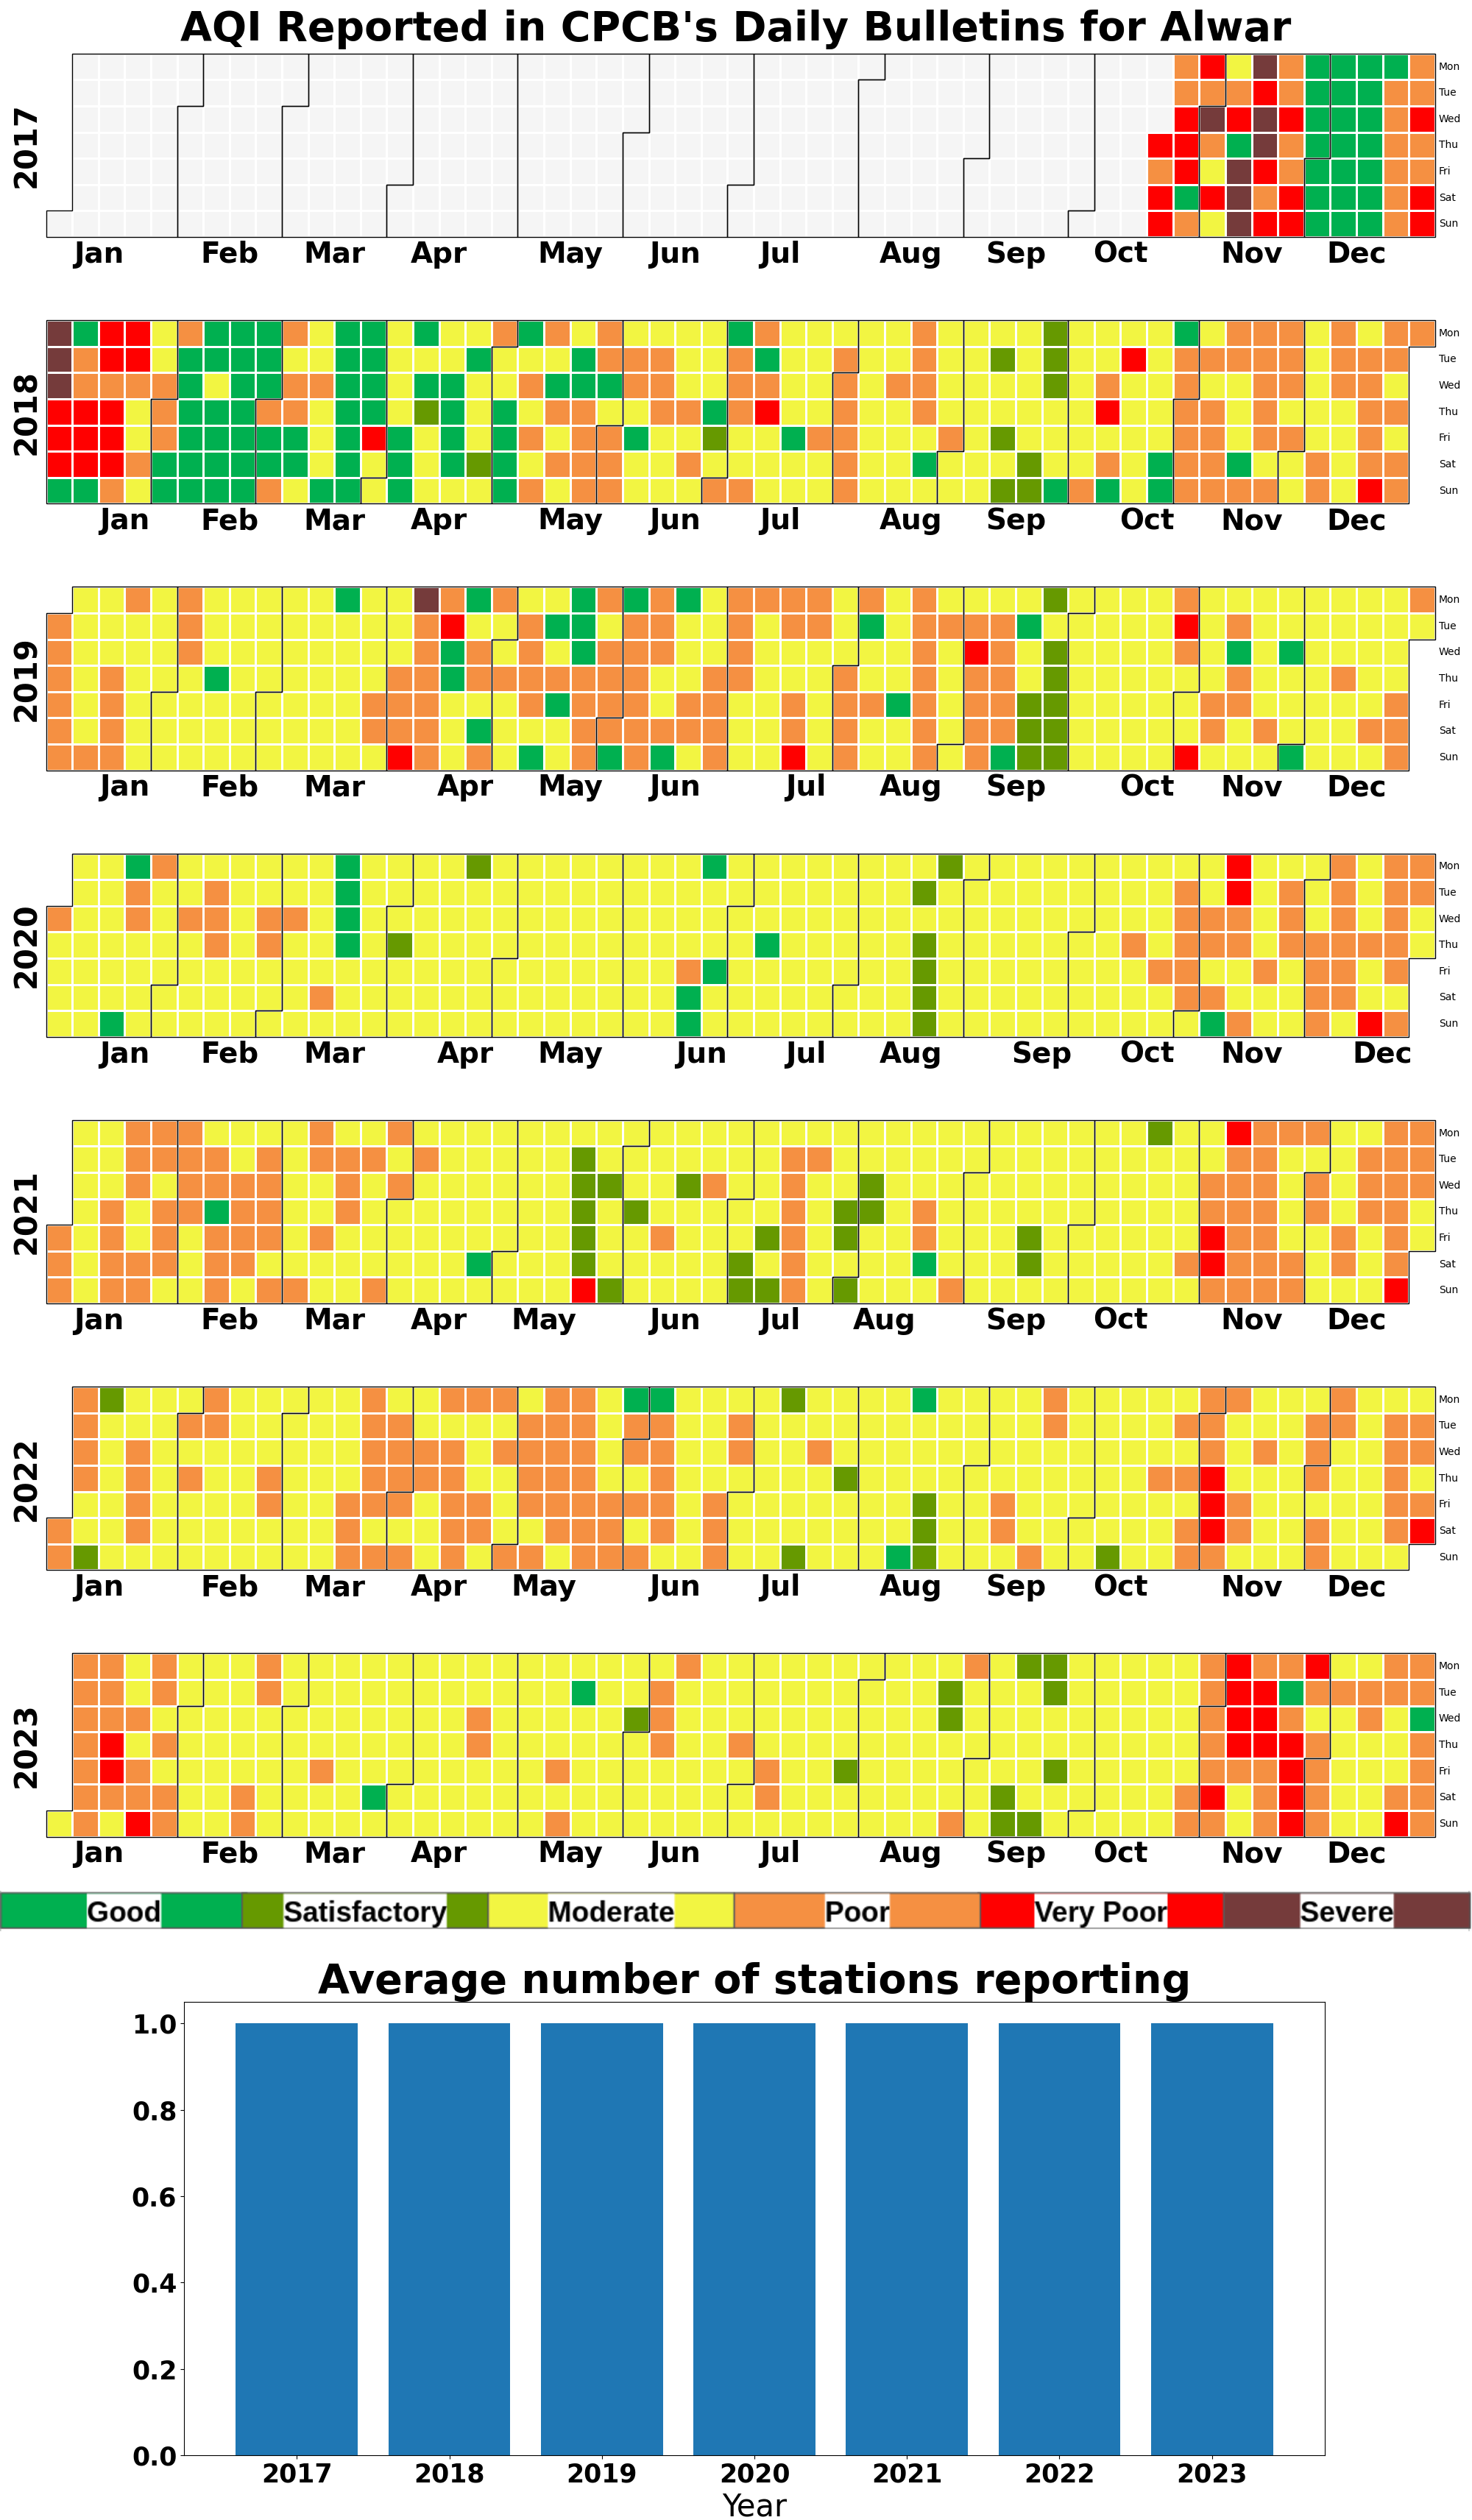 AQI Reported in CPCB's Daily Bulletins for Alwar
2017
Mon
Tue
Wed
Thu
Fri
Sat
Sun
Jan Feb Mar Apr May Jun Jul Aug Sep Oct Nov Dec
2018
Mon
Tue
Wed
Thu
Fri
Sat
Sun
Jan Feb Mar Apr May Jun Jul Aug Sep Oct Nov Dec
2019
Mon
Tue
Wed
Thu
Fri
Sat
Sun
Jan Feb Mar Apr May Jun Jul Aug Sep Oct Nov Dec
2020
Mon
Tue
Wed
Thu
Fri
Sat
Sun
Jan Feb Mar Apr May Jun Jul Aug Sep Oct Nov Dec
2021
Mon
Tue
Wed
Thu
Fri
Sat
Sun
Jan Feb Mar Apr May Jun Jul Aug Sep Oct Nov Dec
2022
Mon
Tue
Wed
Thu
Fri
Sat
Sun
Jan Feb Mar Apr May Jun Jul Aug Sep Oct Nov Dec
2023
Mon
Tue
Wed
Thu
Fri
Sat
Sun
Jan Feb Mar Apr May Jun Jul Aug Sep Oct Nov Dec
Good Satisfactory Moderate Poor Very Poor Severe
Average number of stations reporting
1.0
0.8
0.6
0.4
0.2
0.0
2017 2018 2019 2020 2021 2022 2023
Year